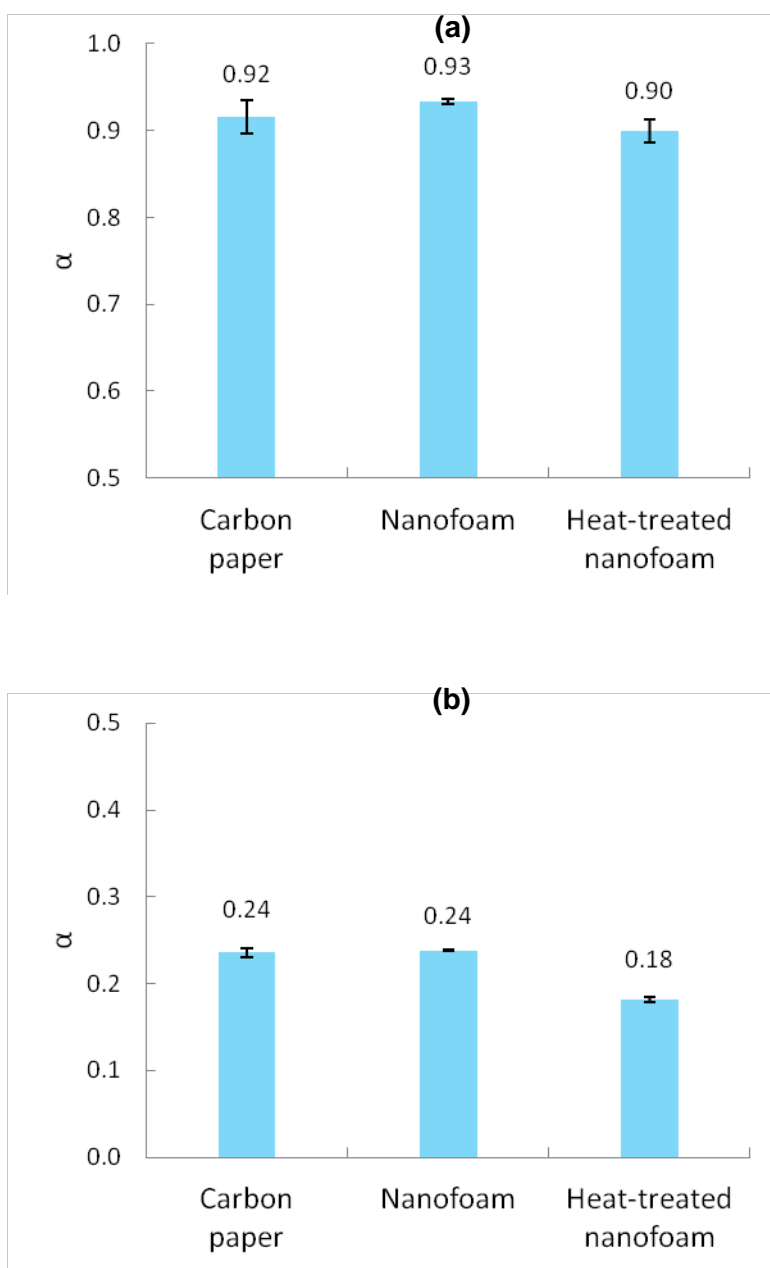 (a)
1.0
0.9
0.8
0.7
0.6
0.5
α
0.92
0.93
0.90
Carbon
paper
Nanofoam
Heat-treated
nanofoam
(b)
0.5
0.4
0.3
0.2
0.1
0.0
α
0.24
0.24
0.18
Carbon
paper
Nanofoam
Heat-treated
nanofoam